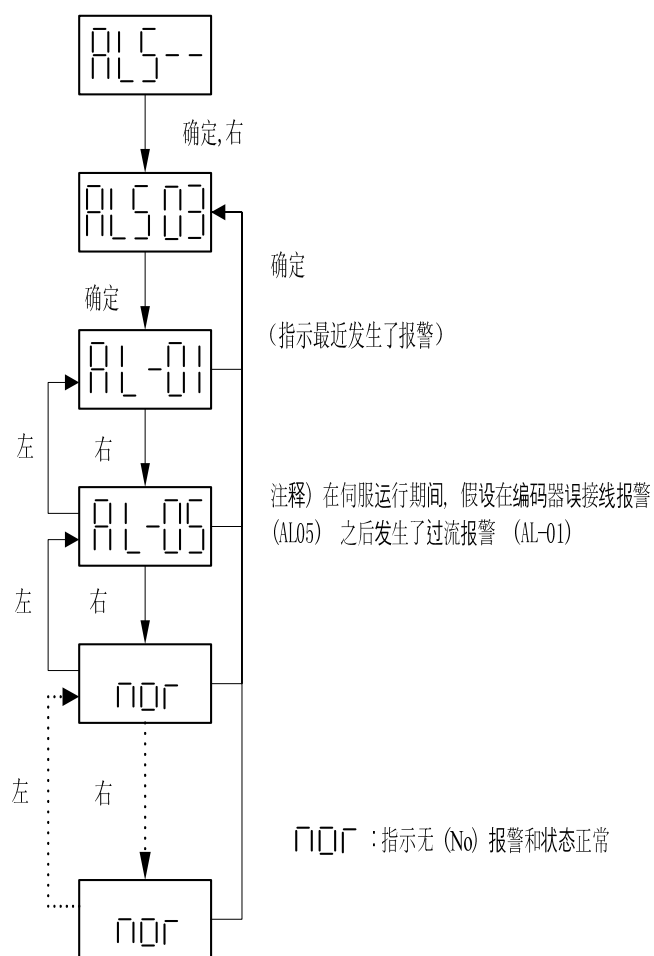 ALS--
确定,右
ALS03
确定
确定
(指示最近发生了报警)
AL-01
左
右
注释) 在伺服运行期间, 假设在编码器误接线报警
AL-05
(AL05) 之后发生了过流报警 (AL-01)
左
右
nor
左
右
nor :指示无 (No) 报警和状态正常
nor